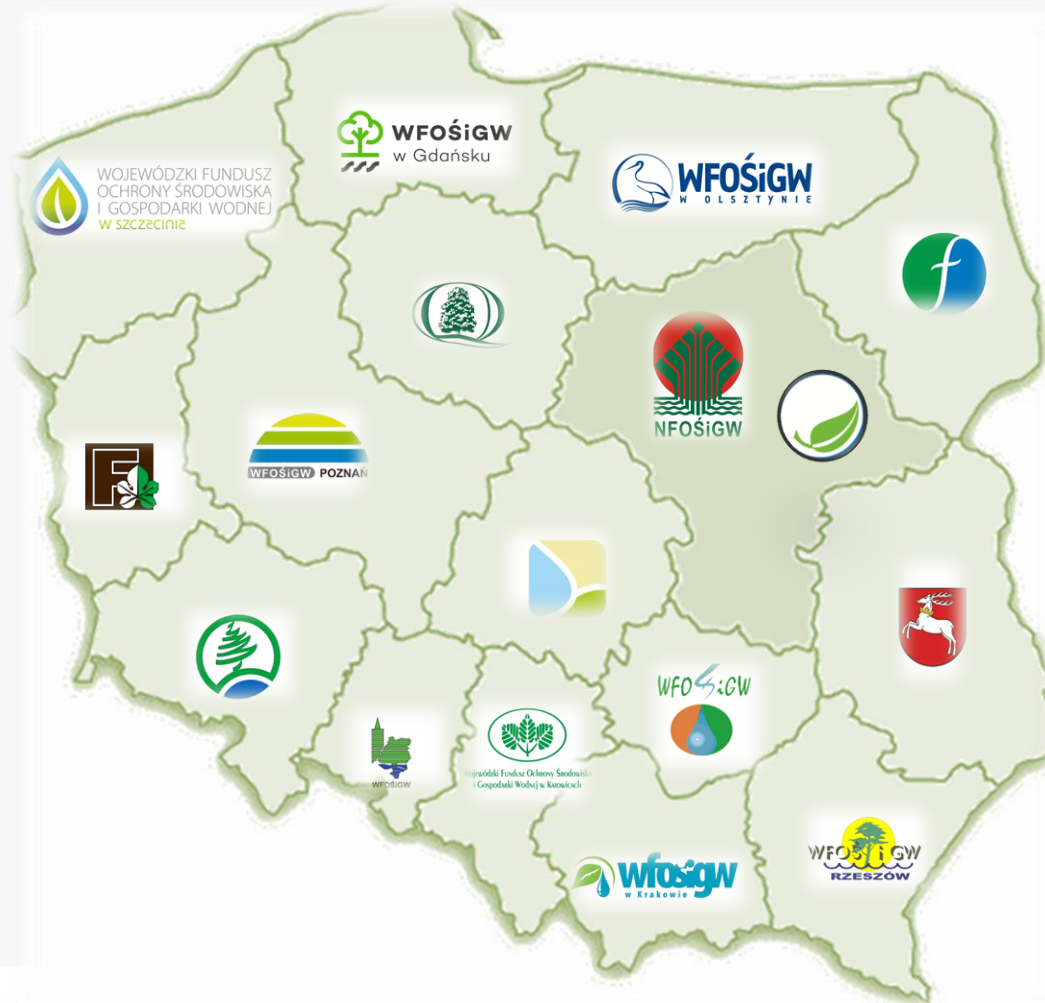 WFOŚiGW
w Gdańsku
WOJEWÓDZKI FUNDUSZ
OCHRONY ŚRODOWISKA
I GOSPODARKI WODNEJ
W SZCZECINIE
WFOŚiGW
W OLSZTYNIE
f
NFOŚiGW
WFOŚiGW POZNAŃ
F
WFOŚiGW
WFOŚiGW
Wojewódzki Fundusz Ochrony Środowiska
i Gospodarki Wodnej w Katowicach
WFOŚiGW
RZESZÓW
wfośigw
w Krakowie